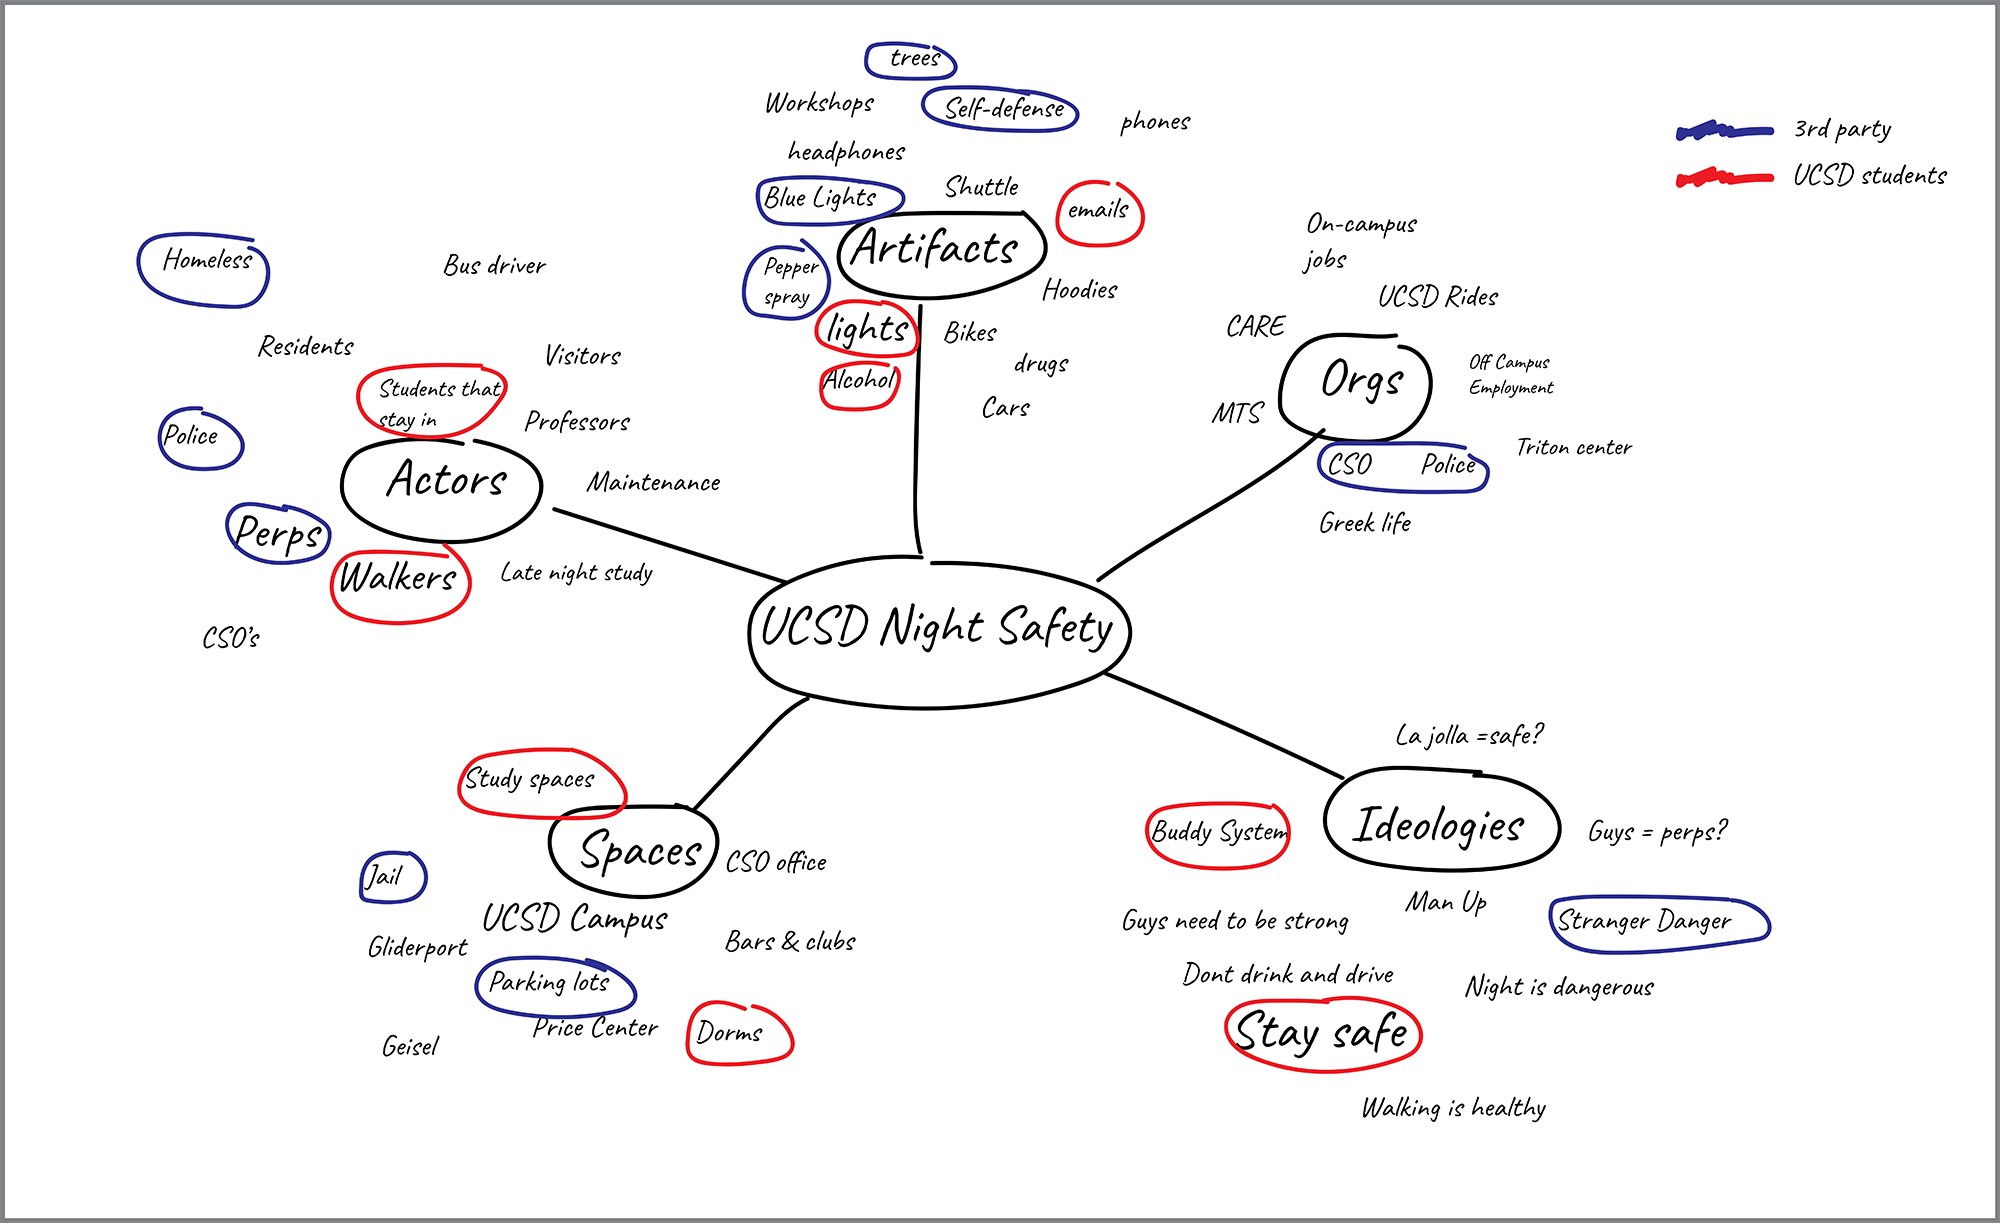 trees
Workshops
Self-defense
phones
headphones
Blue Lights
Shuttle
emails
Artifacts
Pepper
spray
Hoodies
lights
Bikes
Alcohol
drugs
Cars
3rd party
UCSD students
On-campus
jobs
UCSD Rides
CARE
Orgs
Off Campus
Employment
MTS
CSO Police
Triton center
Greek life
Homeless
Bus driver
Residents
Visitors
Students that
stay in
Police
Professors
Actors
Maintenance
Perps
Walkers
Late night study
CSO's
UCSD Night Safety
Study spaces
Spaces
CSO office
Jail
UCSD Campus
Gliderport
Bars & clubs
Parking lots
Price Center
Dorms
Geisel
La jolla =safe?
Buddy System
Ideologies
Guys = perps?
Man Up
Guys need to be strong
Stranger Danger
Dont drink and drive
Night is dangerous
Stay safe
Walking is healthy